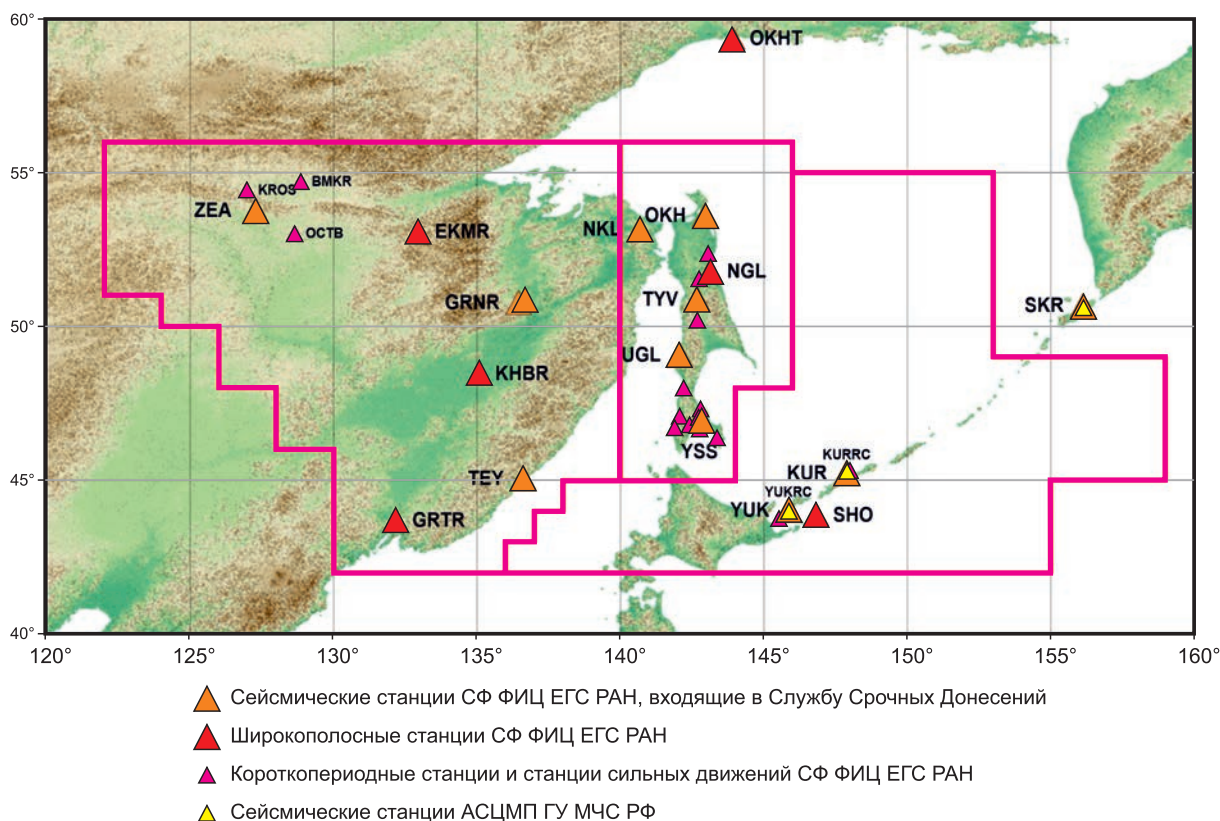 60°
OKHT
55°
KROS
BMKR
ZEA
OCTB
EKMR
NKL
OKH
NGL
GRNR
TYV
SKR
50°
UGL
KHBR
YSS
KURRC
KUR
45°
TEY
YUKRC
YUK
SHO
GRTR
40°
120°
125°
130°
135°
140°
145°
150°
155°
160°
Сейсмические станции СФ ФИЦ ЕГС РАН, входящие в Службу Срочных Донесений
Широкополосные станции СФ ФИЦ ЕГС РАН
Короткопериодные станции и станции сильных движений СФ ФИЦ ЕГС РАН
Сейсмические станции АСЦМП ГУ МЧС РФ